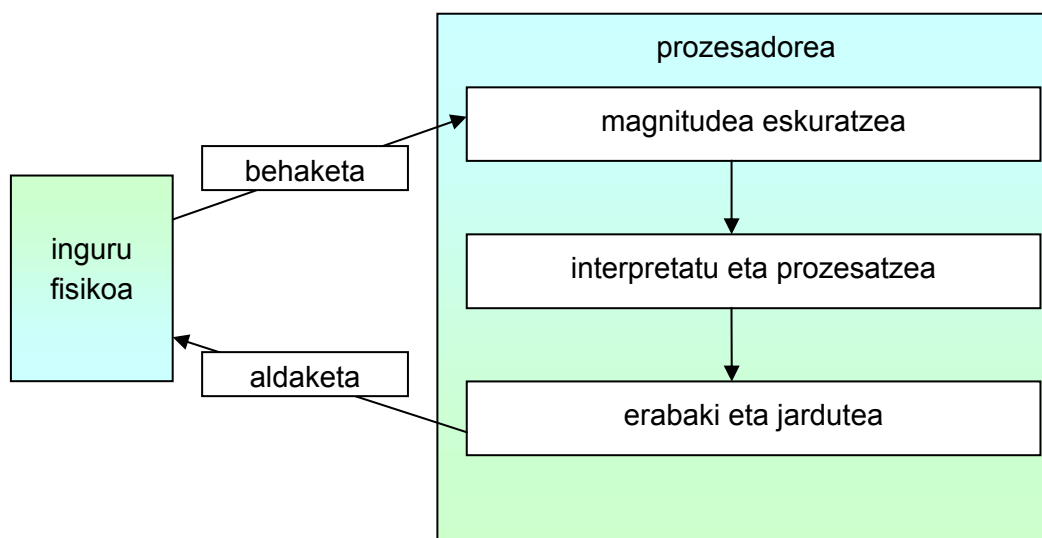 prozesadorea
magnitudea eskuratzea
behaketa
inguru
fisikoa
interpretatu eta prozesatzea
aldaketa
erabaki eta jardutea